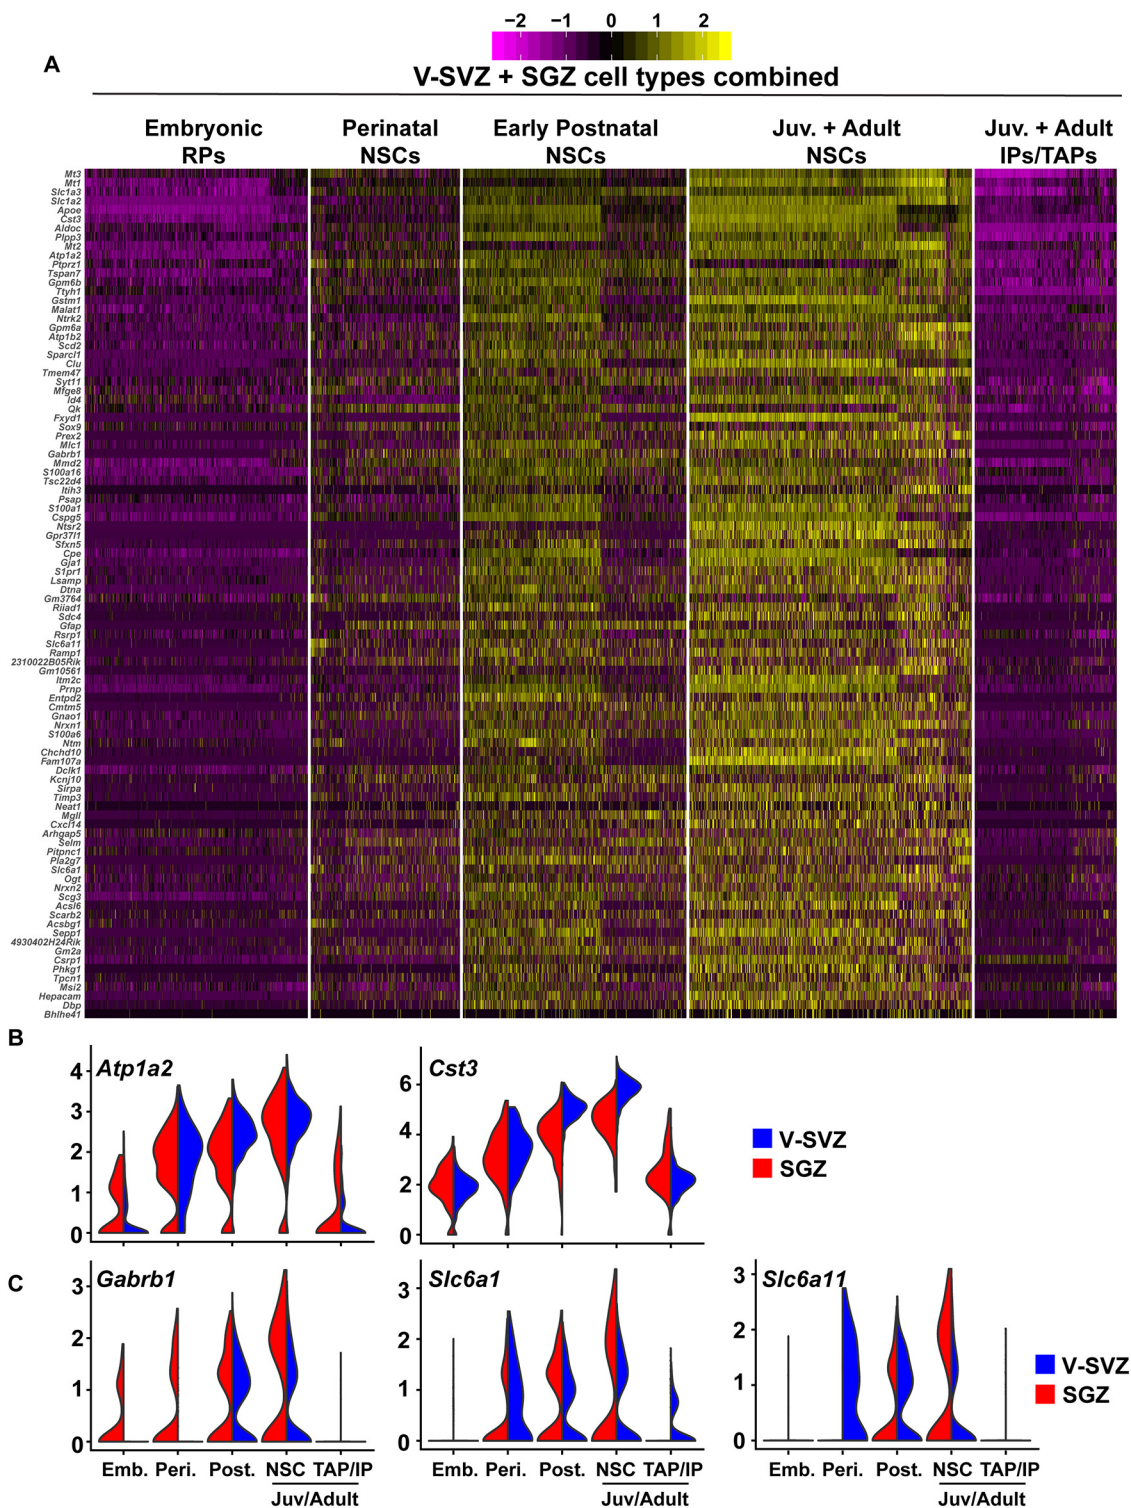 −2 −1 0 1 2
A
V-SVZ + SGZ cell types combined
Embryonic RPs
Perinatal NSCs
Early Postnatal NSCs
Juv. + Adult NSCs
Juv. + Adult IPs/TAPs
Mt3
Mt1
Slc1a3
Slc1a2
Apoe
Cst3
Aldoc
Plpp3
Mt2
Atp1a2
Ptprz1
Tspan7
Gpm6b
Ttyh1
Gstm1
Malat1
Ntrk2
Gpm6a
Atp1b2
Scd2
Sparcl1
Clu
Tmem47
Syt11
Mfge8
Id4
Qk
Fxyd1
Sox9
Prex2
Mlc1
Gabrb1
Mmd2
S100a16
Tsc22d4
Itih3
Psap
S100a1
Cspg5
Ntsr2
Gpr37l1
Sfxn5
Cpe
Gja1
S1pr1
Lsamp
Dtna
Gm3764
Riiad1
Sdc4
Gfap
Rsrp1
Slc6a11
Ramp1
2310022B05Rik
Gm10561
Itm2c
Prnp
Entpd2
Cmtm5
Gnao1
Nrxn1
S100a6
Ntm
Chchd10
Fam107a
Dclk1
Kcnj10
Sirpa
Timp3
Neat1
Mgll
Cxcl14
Arhgap5
Selm
Pitpnc1
Pla2g7
Slc6a1
Ogt
Nrxn2
Scg3
Acsl6
Scarb2
Acsbg1
Sepp1
4930402H24Rik
Gm2a
Csrp1
Phkg1
Tpcn1
Msi2
Hepacam
Dbp
Bhlhe41
B
Atp1a2
4
3
2
1
0
Cst3
6
4
2
0
V-SVZ
SGZ
C
Gabrb1
3
2
1
0
Slc6a1
3
2
1
0
Slc6a11
3
2
1
0
V-SVZ
SGZ
Emb. Peri. Post. NSC TAP/IP
Juv/Adult
Emb. Peri. Post. NSC TAP/IP
Juv/Adult
Emb. Peri. Post. NSC TAP/IP
Juv/Adult